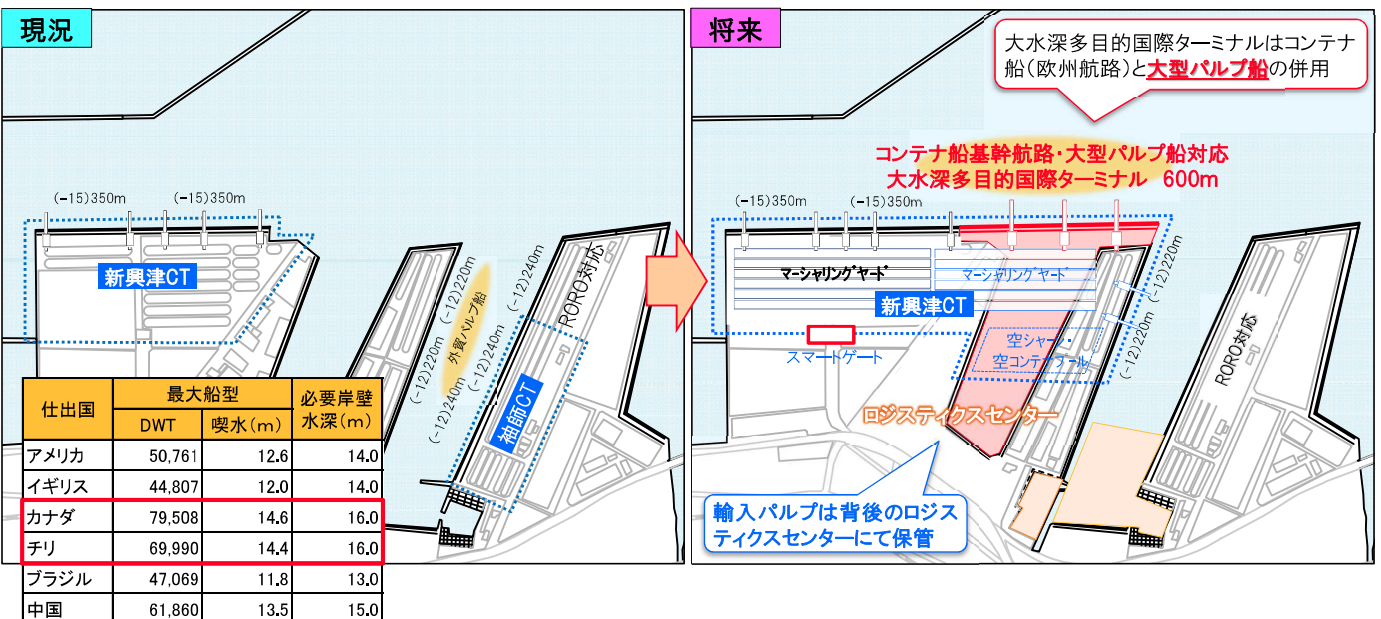 現況
(-15)350m
(-15)350m
新興津CT
(-12)220m
(-12)220m
外貿パルプ船
(-12)240m
(-12)240m
(-12)240m
RORO対応
袖師CT
仕出国 最大船型 必要岸壁水深(m)
DWT 喫水(m)
アメリカ 50,761 12.6 14.0
イギリス 44,807 12.0 14.0
カナダ 79,508 14.6 16.0
チリ 69,990 14.4 16.0
ブラジル 47,069 11.8 13.0
中国 61,860 13.5 15.0
将来
大水深多目的国際ターミナルはコンテナ
船(欧州航路)と大型パルプ船の併用
コンテナ船基幹航路・大型パルプ船対応
大水深多目的国際ターミナル 600m
(-15)350m
(-15)350m
マーシャリングヤード
マーシャリングヤード
新興津CT
スマートゲート
空シャーシ・
空コンテナプール
(-12)220m
(-12)220m
RORO対応
ロジスティクスセンター
輸入パルプは背後のロジス
ティクスセンターにて保管